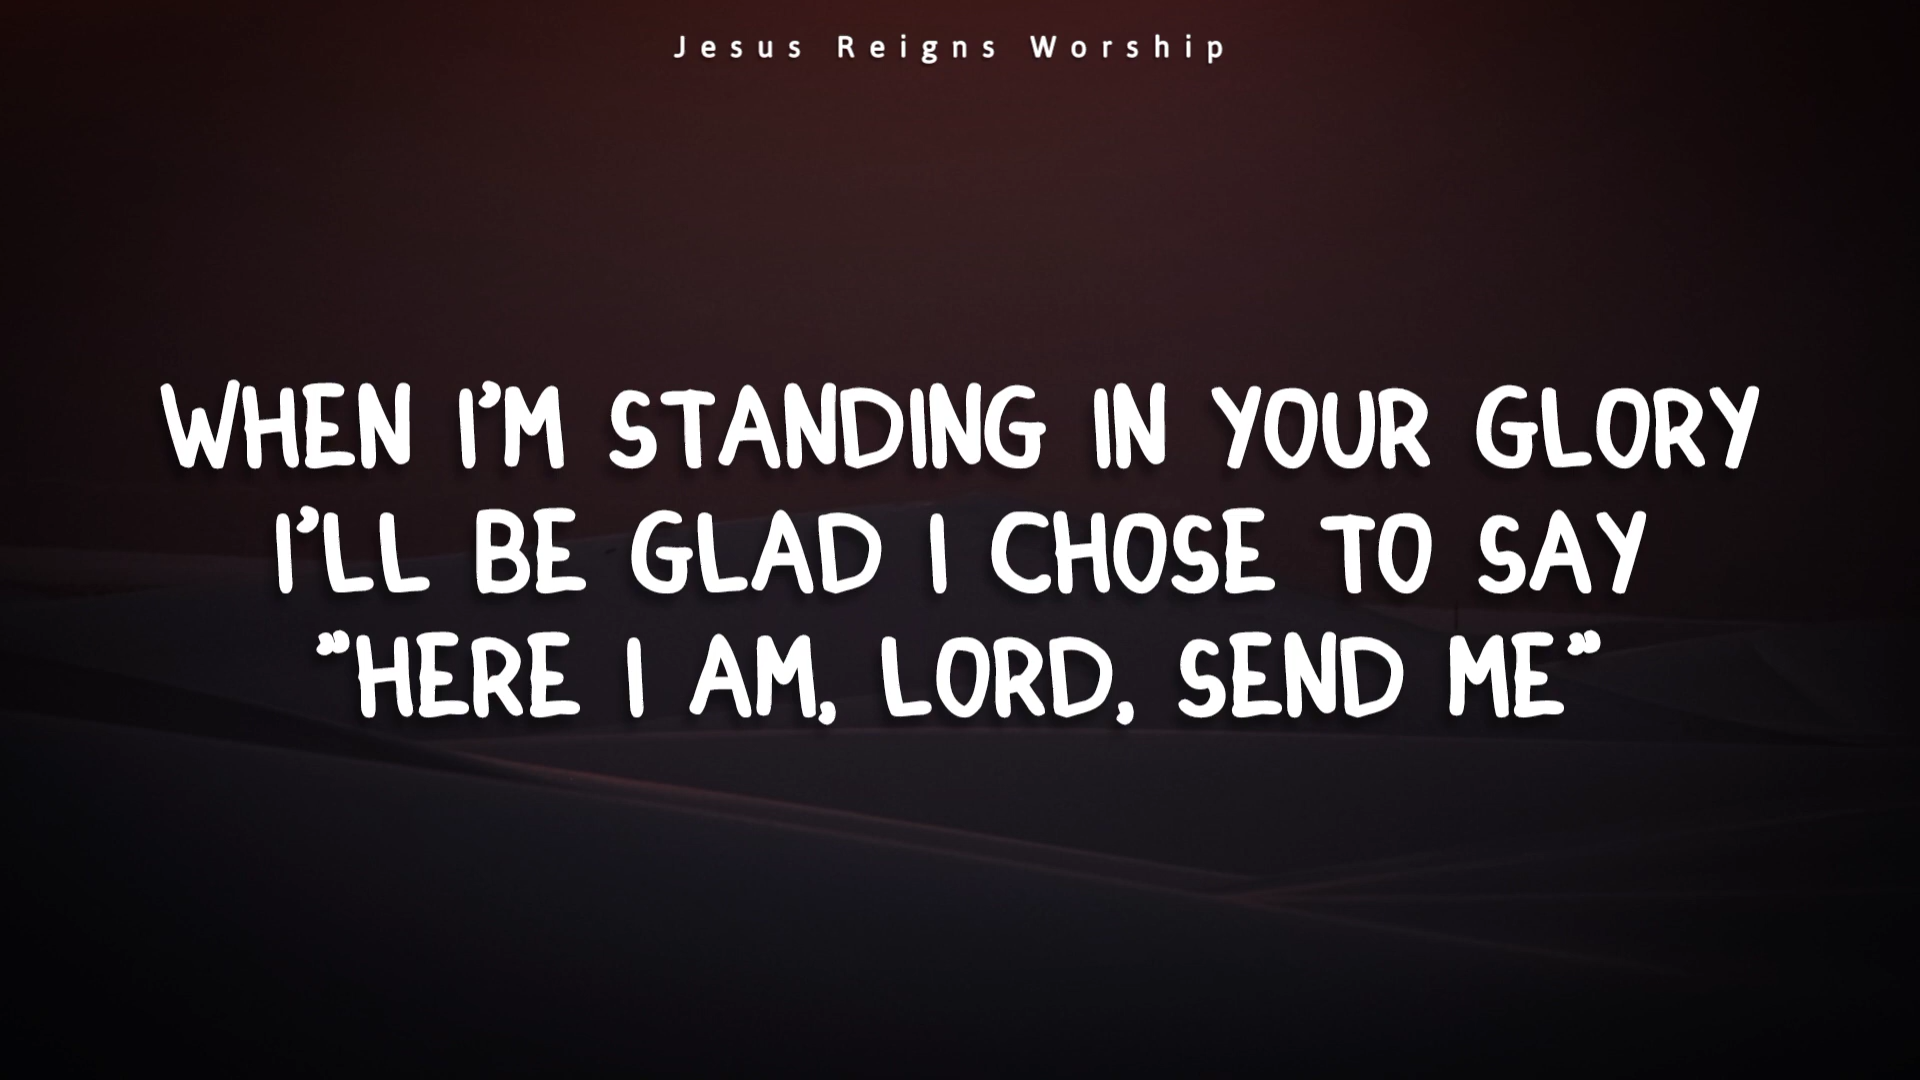 Jesus Reigns Worship
WHEN I'M STANDING IN YOUR GLORY
I'LL BE GLAD I CHOSE TO SAY
"HERE I AM, LORD, SEND ME"